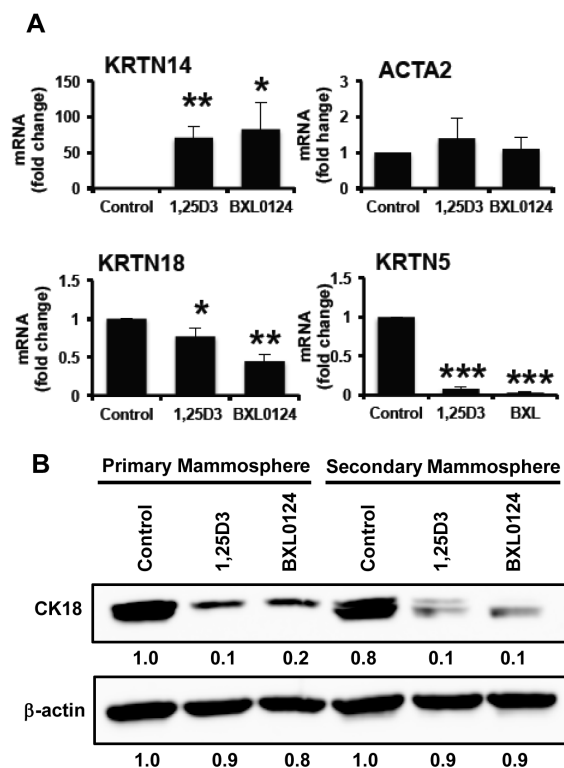 A
KRTN14
mRNA
(fold change)
150
100
50
0
**
*
Control 1,25D3 BXL0124
ACTA2
mRNA
(fold hange)
3
2
1
0
Control 1,25D3 BXL0124
KRTN18
mRNA
(fold change)
1.5
1
0.5
0
*
**
Control 1,25D3 BXL0124
KRTN5
mRNA
(fold change)
1.5
1
0.5
0
***
***
Control 1,25D3 BXL
B
Primary Mammosphere Secondary Mammosphere
Control 1,25D3 BXL0124 Control 1,25D3 BXL0124
CK18
1.0 0.1 0.2 0.8 0.1 0.1
β-actin
1.0 0.9 0.8 1.0 0.9 0.9